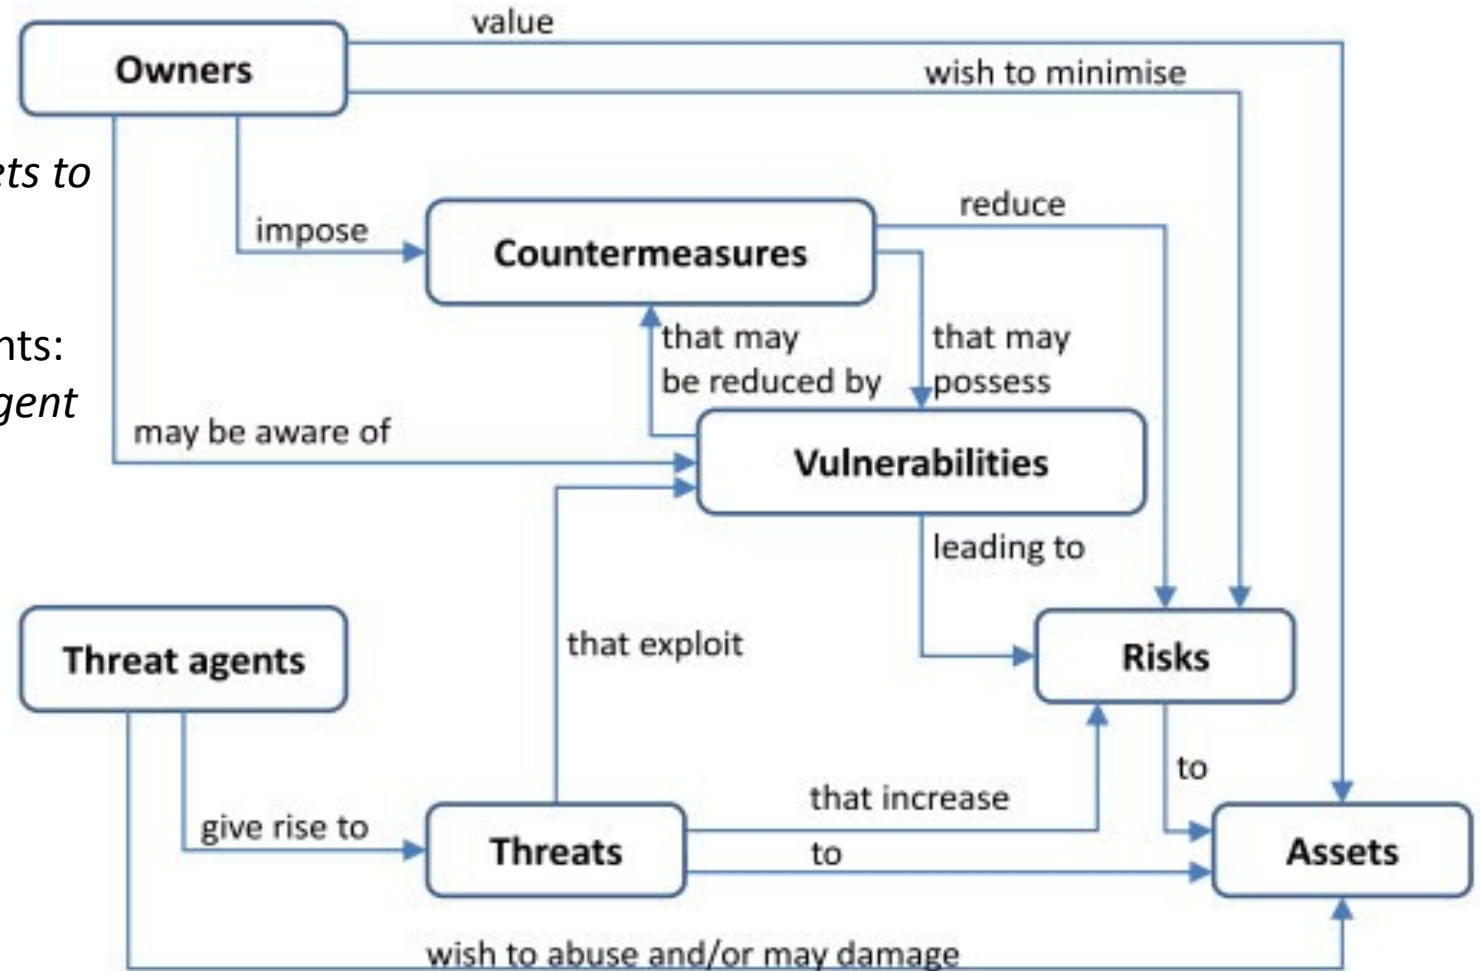 value
Owners
wish to minimise
ets to
reduce
impose
Countermeasures
that may
be reduced by
that may
possess
nts:
gent
may be aware of
Vulnerabilities
leading to
that exploit
Threat agents
Risks
to
that increase
give rise to
Threats
to
Assets
wish to abuse and/or may damage